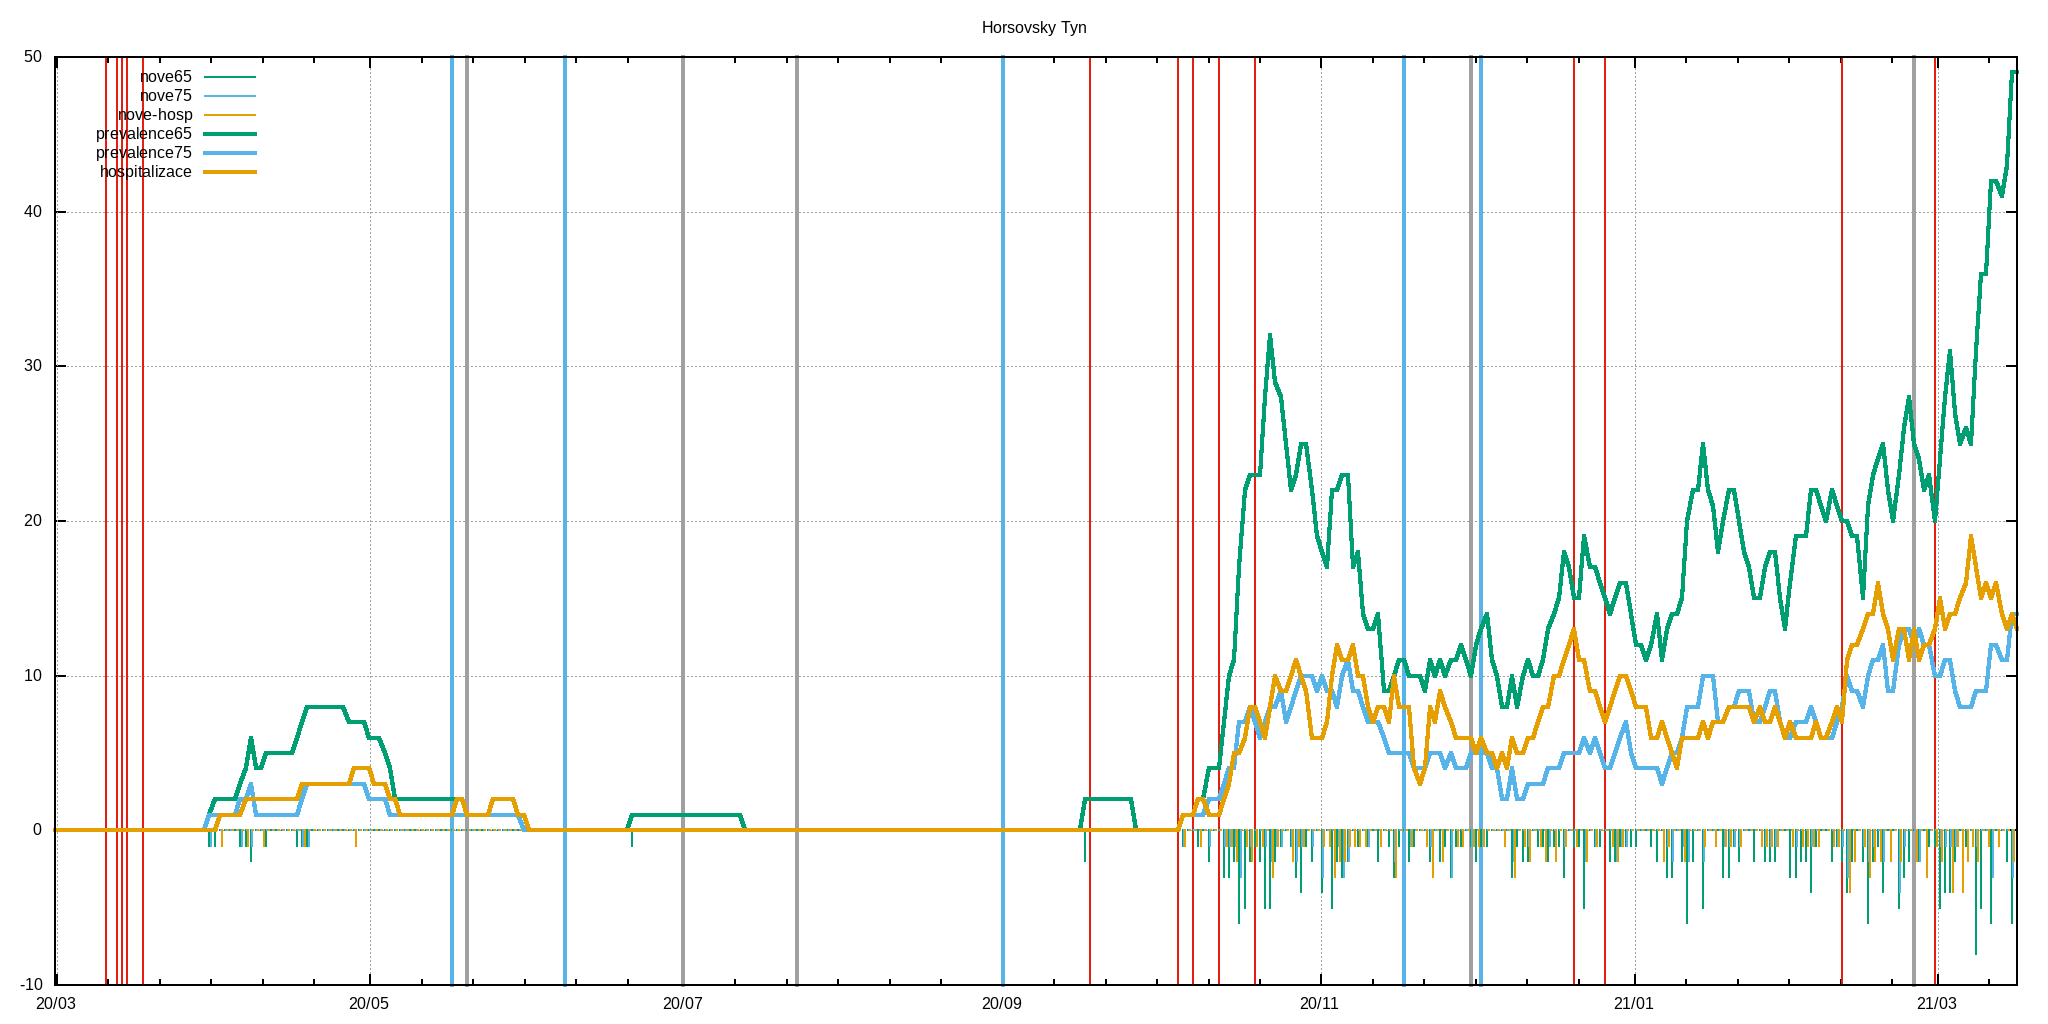 Horsovsky Tyn
50
nove65
nove75
nove-hosp
prevalence65
prevalence75
hospitalizace
40
30
20
10
0
-10
20/03 20/05 20/07 20/09 20/11 21/01 21/03